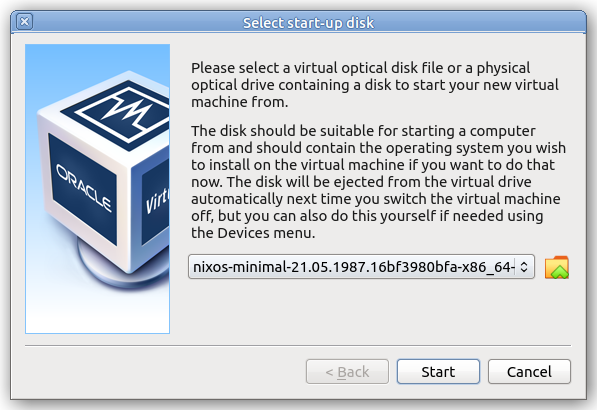 Select start-up disk
Please select a virtual optical disk file or a physical
optical drive containing a disk to start your new virtual
machine from.
The disk should be suitable for starting a computer
from and should contain the operating system you wish
to install on the virtual machine if you want to do that
now. The disk will be ejected from the virtual drive
automatically next time you switch the virtual machine
off, but you can also do this yourself if needed using
the Devices menu.
ORACLE
Virtu
nixos-minimal-21.05.1987.16bf3980bfa-x86_64-
< Back
Start
Cancel